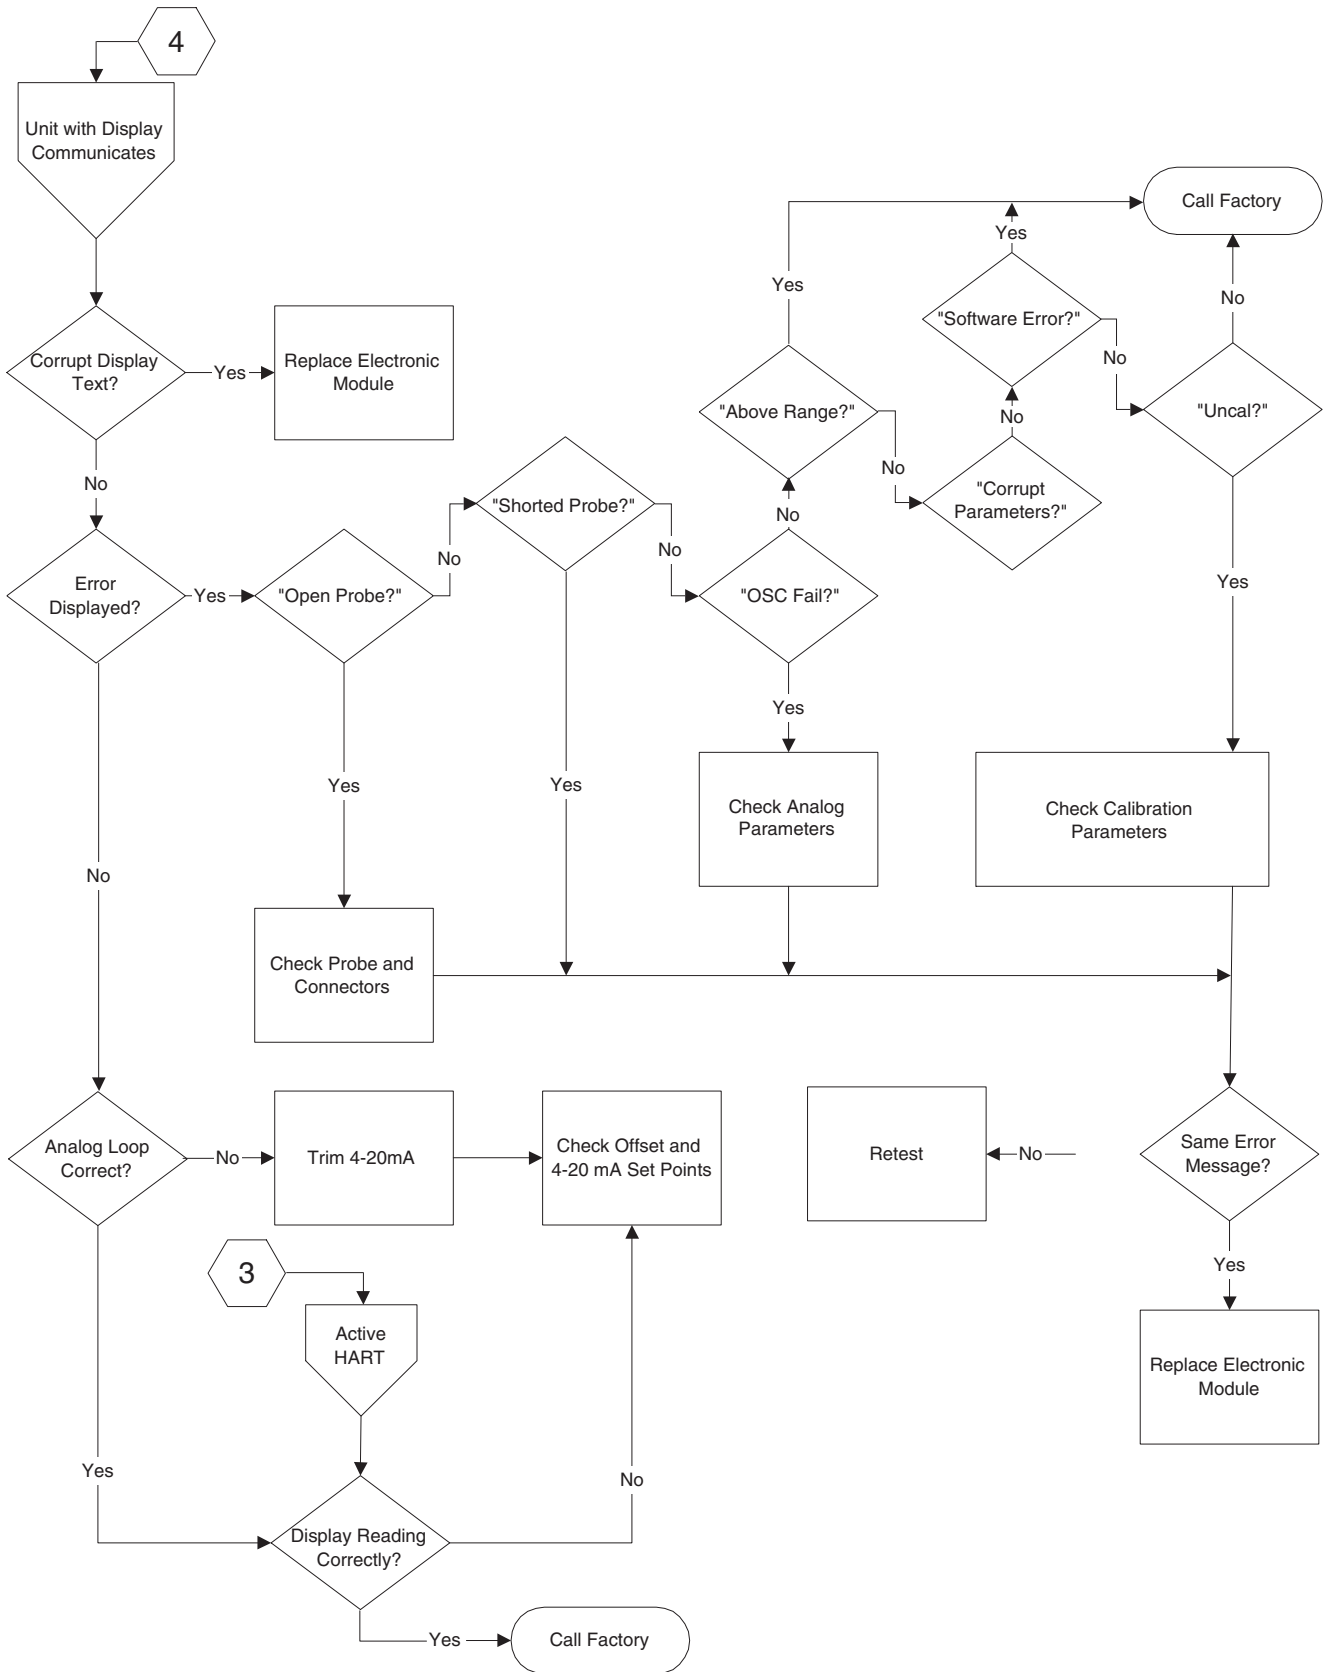 4
Unit with Display
Communicates
Call Factory
Yes
Yes
"Software Error?"
No
No
Corrupt Display
Text?
Yes
Replace Electronic
Module
"Above Range?"
No
"Uncal?"
No
"Corrupt
Parameters?"
No
"Shorted Probe?"
No
No
No
Error
Displayed?
Yes
"Open Probe?"
"OSC Fail?"
Yes
Yes
Yes
Yes
Check Analog
Parameters
Check Calibration
Parameters
No
Check Probe and
Connectors
Analog Loop
Correct?
No
Trim 4-20mA
Check Offset and
4-20 mA Set Points
Retest
No
Same Error
Message?
Yes
3
Active
HART
Replace Electronic
Module
Yes
No
Display Reading
Correctly?
Yes
Call Factory